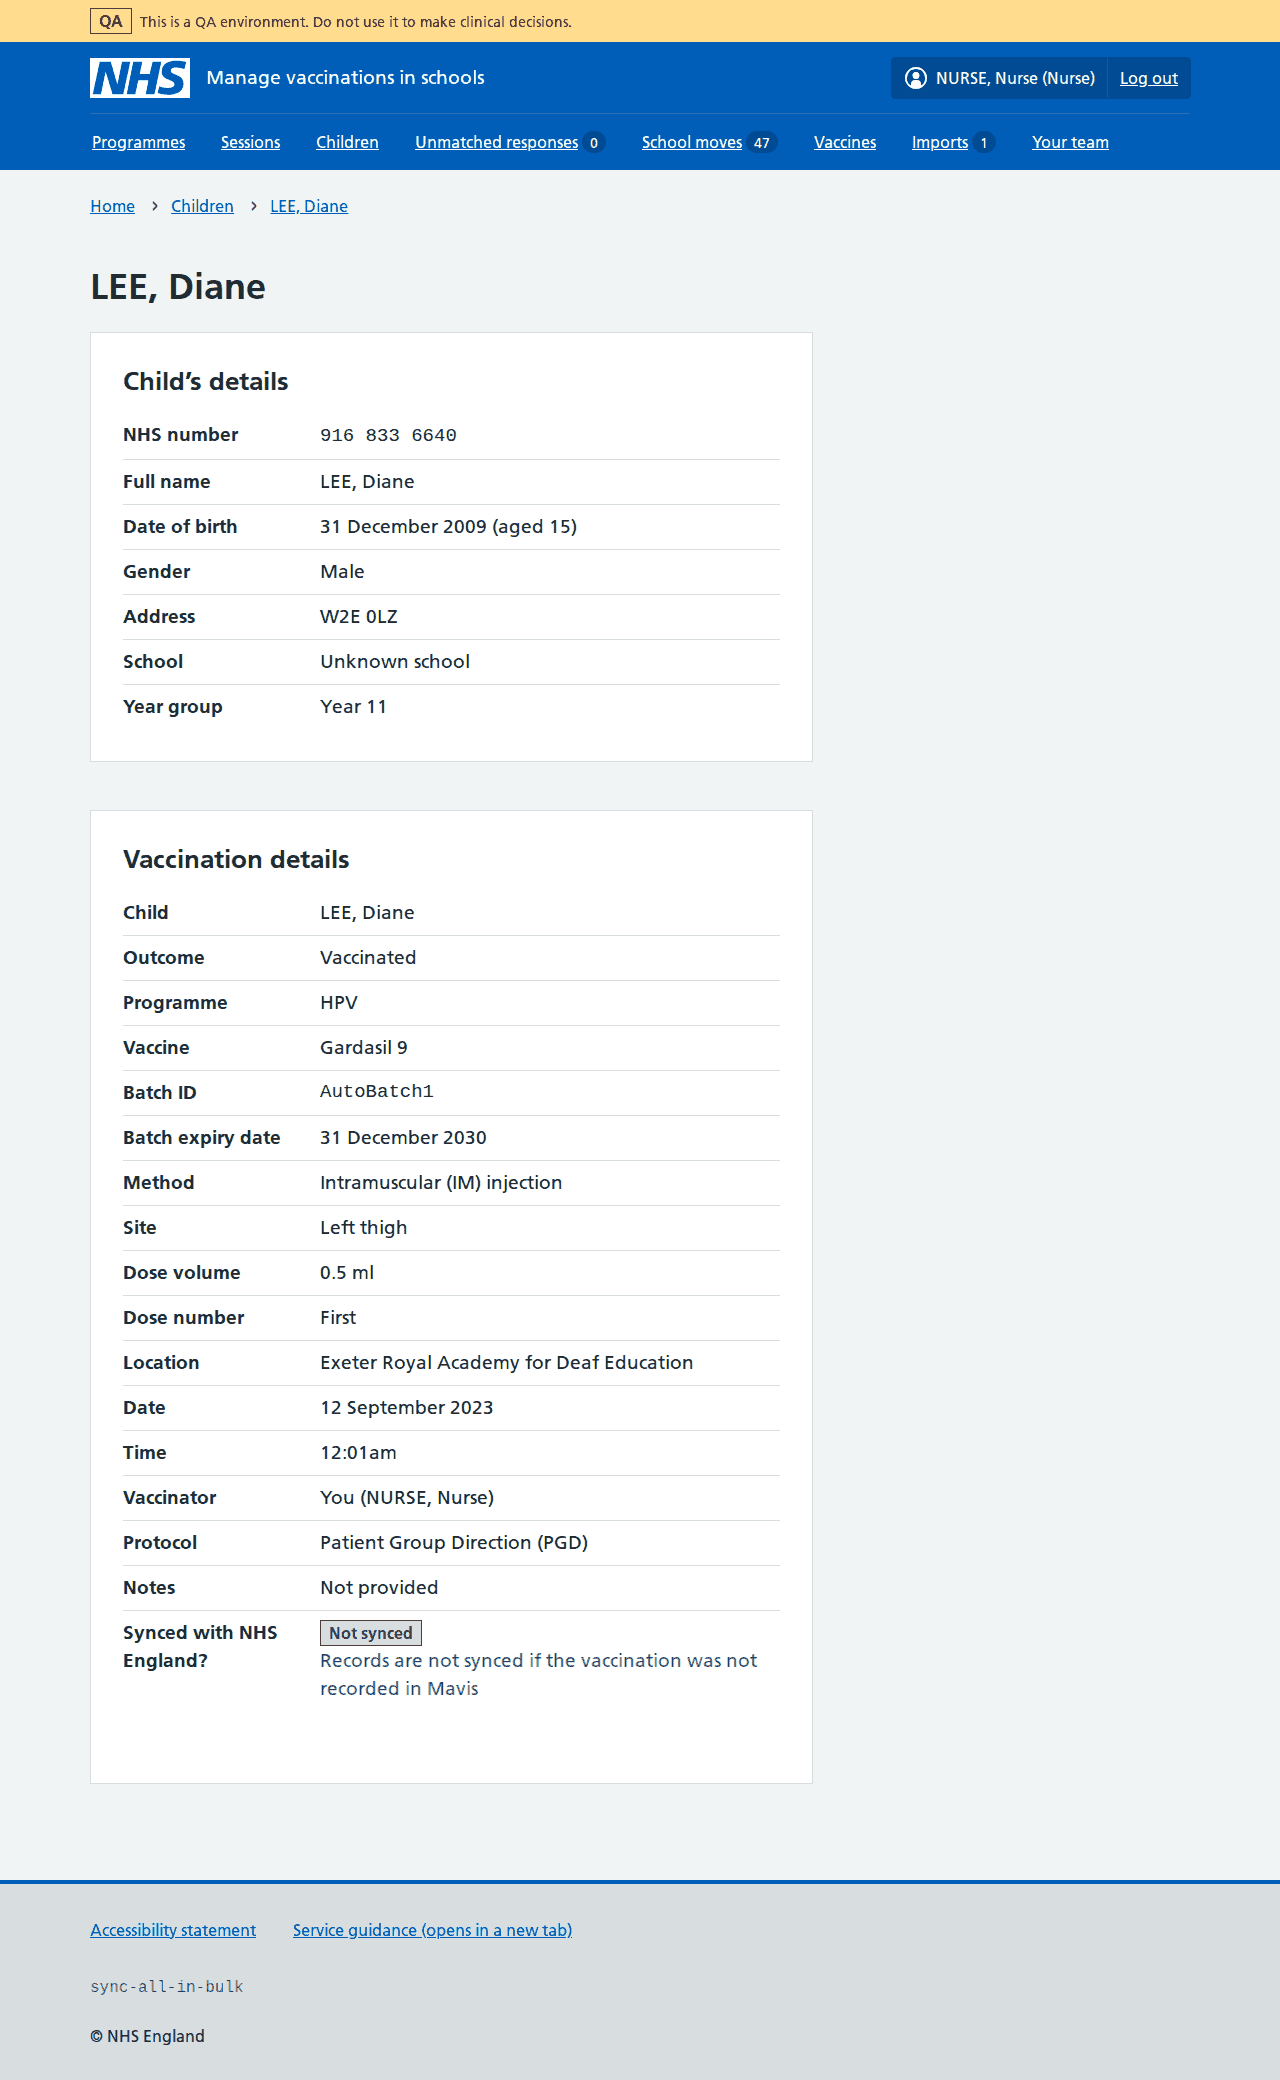 QA This is a QA environment. Do not use it to make clinical decisions.
NHS Manage vaccinations in schools NURSE, Nurse (Nurse) Log out
Programmes Sessions Children Unmatched responses 0 School moves 47 Vaccines Imports 1 Your team
Home › Children › LEE, Diane
LEE, Diane
Child’s details
NHS number 916 833 6640
Full name LEE, Diane
Date of birth 31 December 2009 (aged 15)
Gender Male
Address W2E 0LZ
School Unknown school
Year group Year 11
Vaccination details
Child LEE, Diane
Outcome Vaccinated
Programme HPV
Vaccine Gardasil 9
Batch ID AutoBatch1
Batch expiry date 31 December 2030
Method Intramuscular (IM) injection
Site Left thigh
Dose volume 0.5 ml
Dose number First
Location Exeter Royal Academy for Deaf Education
Date 12 September 2023
Time 12:01am
Vaccinator You (NURSE, Nurse)
Protocol Patient Group Direction (PGD)
Notes Not provided
Synced with NHS Not synced
England? Records are not synced if the vaccination was not
recorded in Mavis
Accessibility statement Service guidance (opens in a new tab)
sync-all-in-bulk
© NHS England